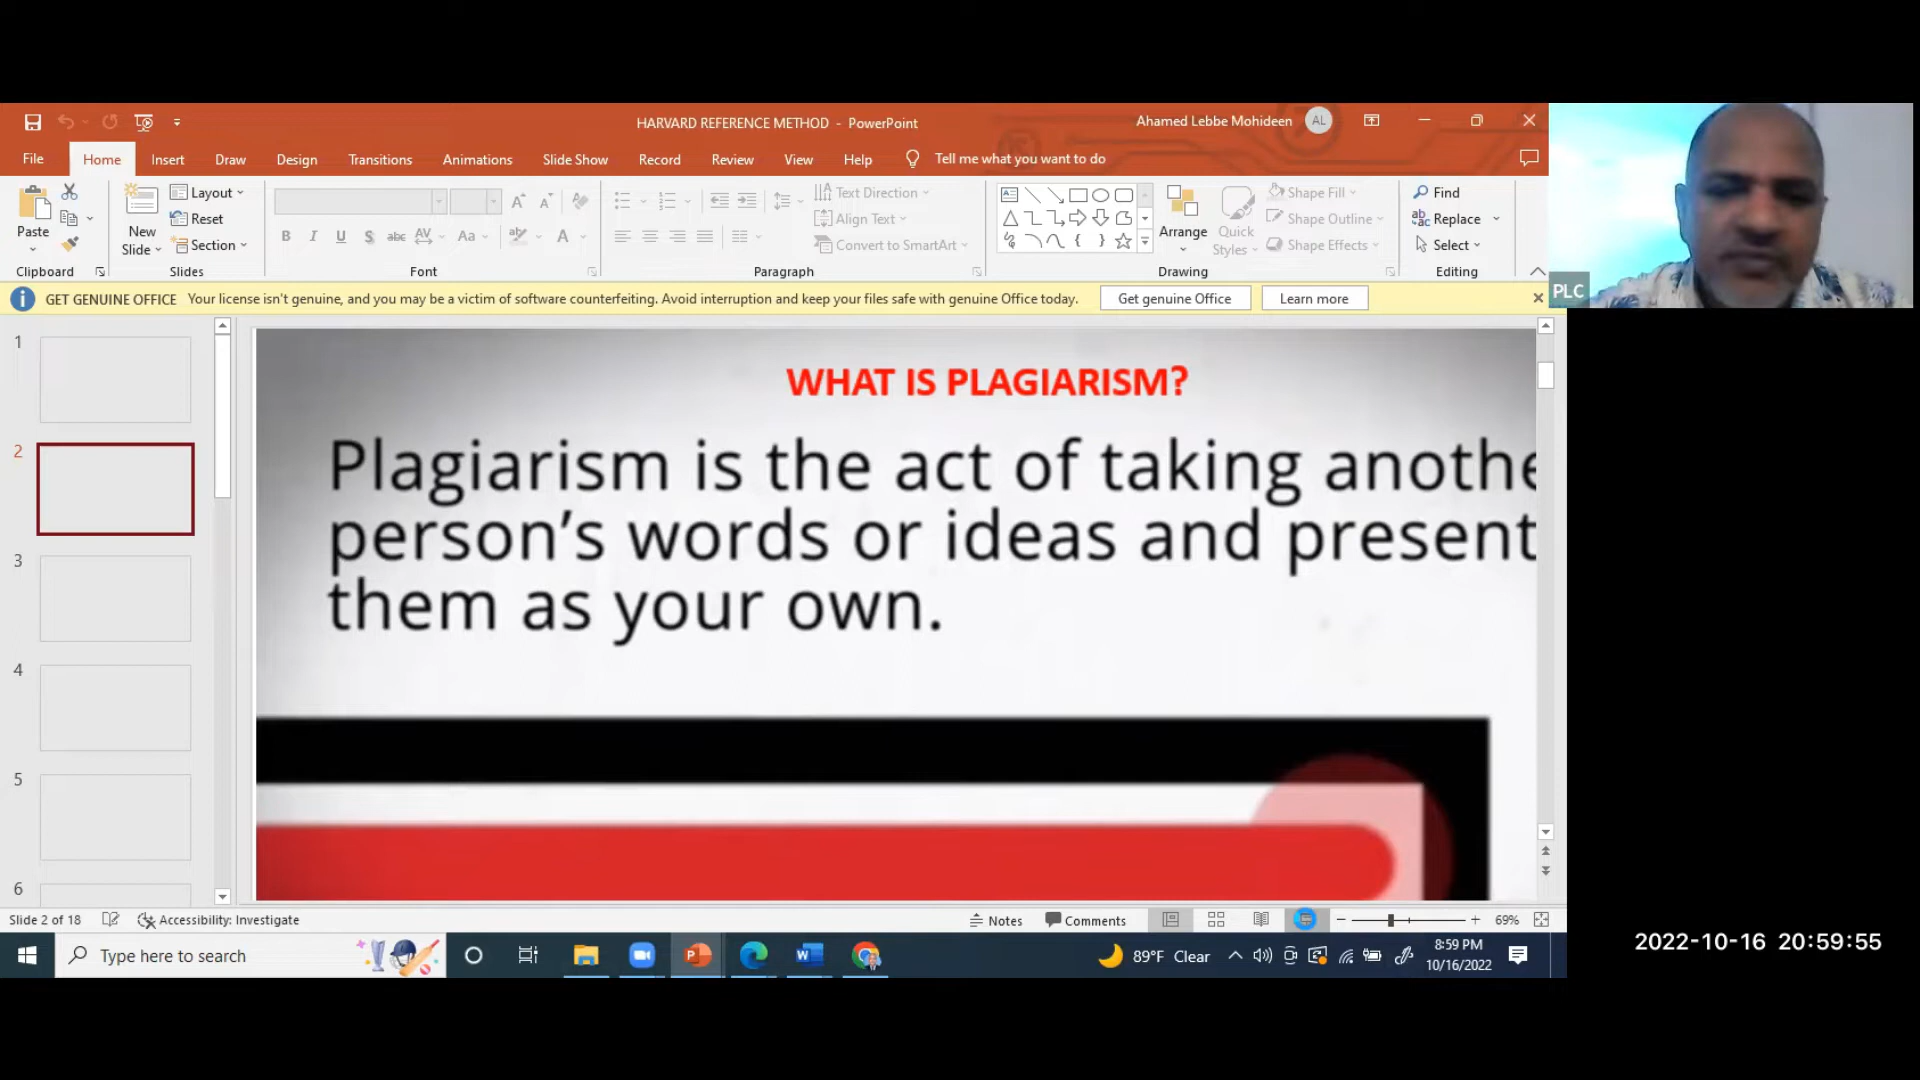 HARVARD REFERENCE METHOD - PowerPoint
Ahamed Lebbe Mohideen AL
File Home Insert Draw Design Transitions Animations Slide Show Record Review View Help Tell me what you want to do
Paste
Clipboard
New Slide
Layout
Reset
Section
Slides
B I U S abc AV Aa A
Font
Text Direction
Align Text
Convert to SmartArt
Paragraph
Arrange
Quick Styles
Shape Fill
Shape Outline
Shape Effects
Drawing
Find
Replace
Select
Editing
PLC
GET GENUINE OFFICE Your license isn't genuine, and you may be a victim of software counterfeiting. Avoid interruption and keep your files safe with genuine Office today. Get genuine Office Learn more
1
2
3
4
5
6
WHAT IS PLAGIARISM?
Plagiarism is the act of taking anothe
person's words or ideas and present
them as your own.
Slide 2 of 18 Accessibility: Investigate Notes Comments 69%
Type here to search 89°F Clear 8:59 PM
10/16/2022
2022-10-16 20:59:55